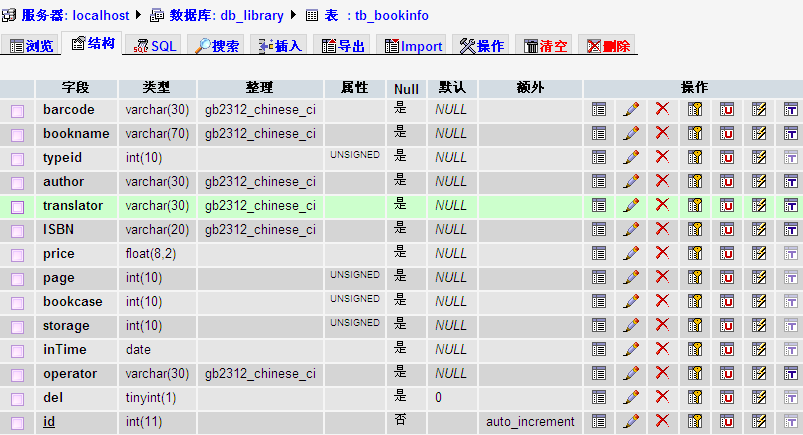 服务器: localhost ▶ 数据库: db_library ▶ 表 : tb_bookinfo
浏览 结构 SQL 搜索 插入 导出 Import 操作 清空 删除
字段 类型 整理 属性 Null 默认 额外 操作
barcode varchar(30) gb2312_chinese_ci 是 NULL
bookname varchar(70) gb2312_chinese_ci 是 NULL
typeid int(10) UNSIGNED 是 NULL
author varchar(30) gb2312_chinese_ci 是 NULL
translator varchar(30) gb2312_chinese_ci 是 NULL
ISBN varchar(20) gb2312_chinese_ci 是 NULL
price float(8,2) 是 NULL
page int(10) UNSIGNED 是 NULL
bookcase int(10) UNSIGNED 是 NULL
storage int(10) UNSIGNED 是 NULL
inTime date 是 NULL
operator varchar(30) gb2312_chinese_ci 是 NULL
del tinyint(1) 是 0
id int(11) 否 auto_increment